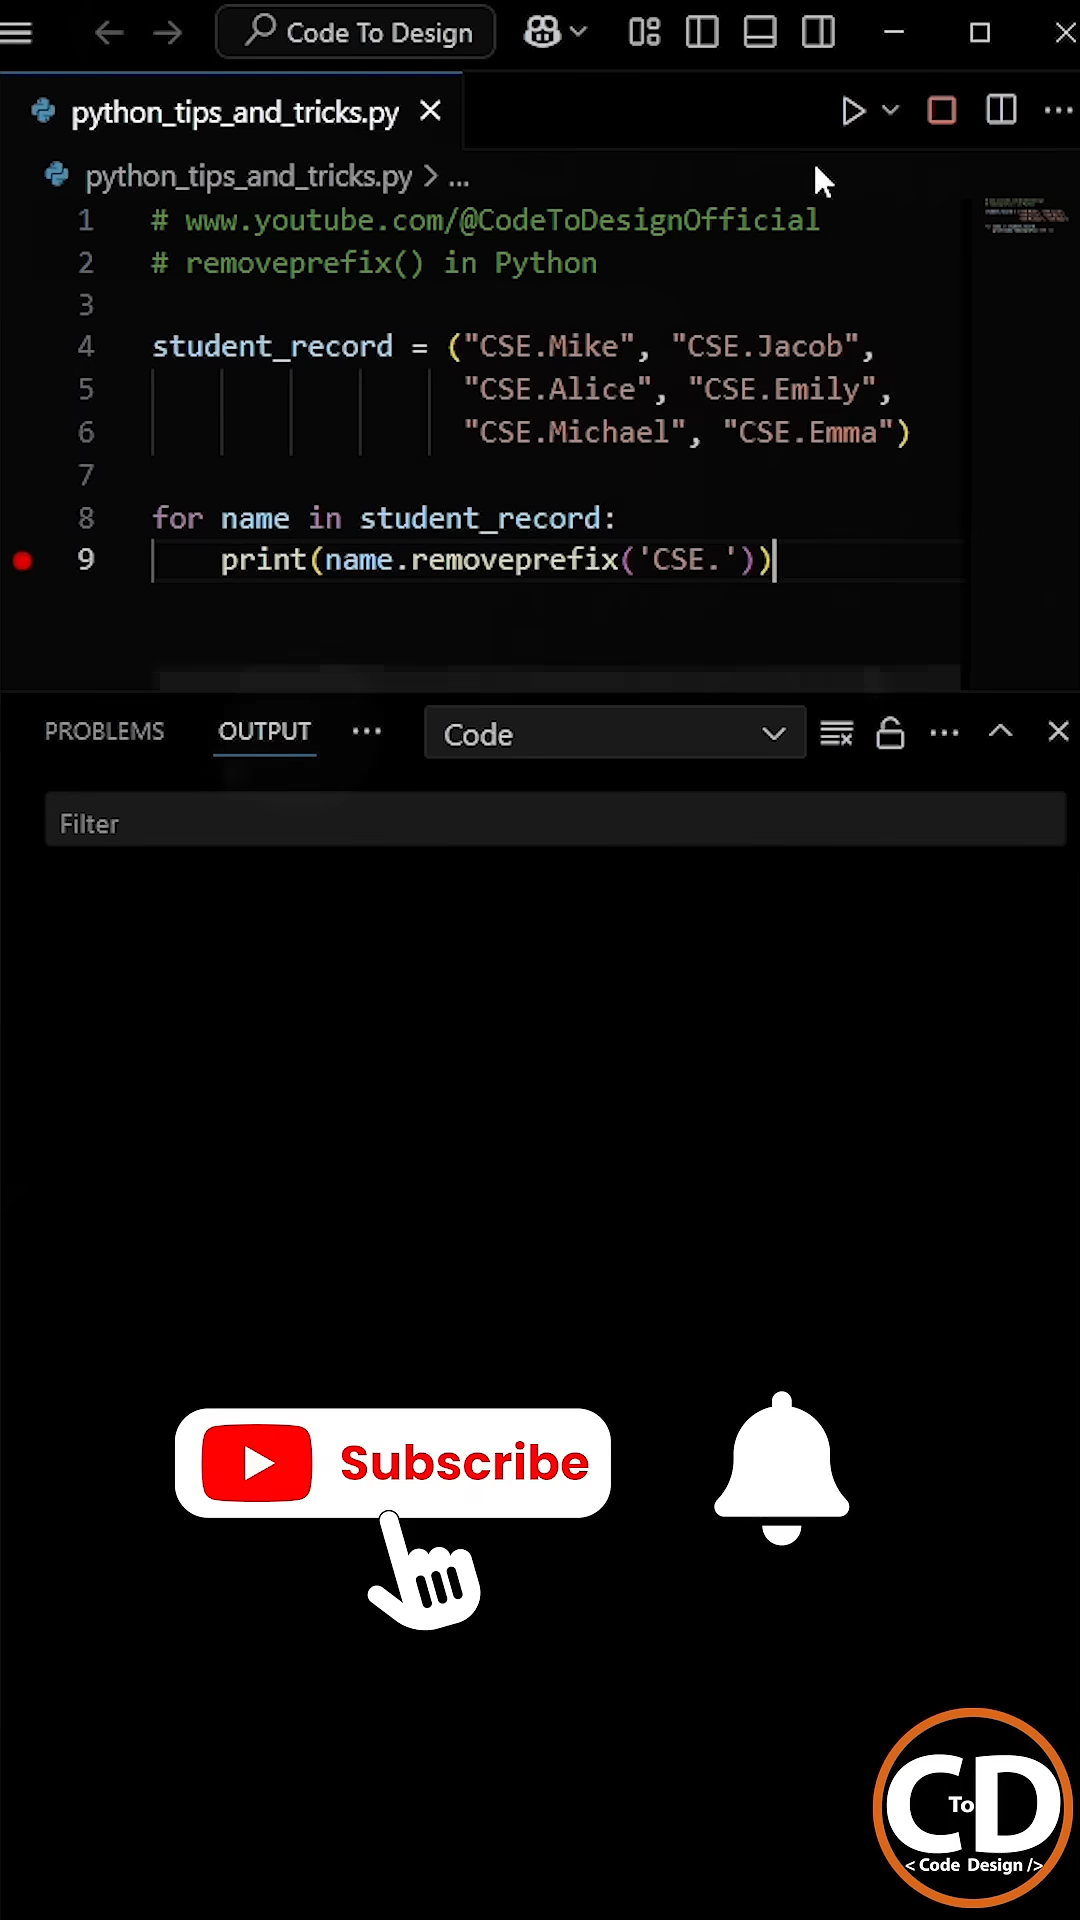 Code To Design
python_tips_and_tricks.py
python_tips_and_tricks.py > ...
1 # www.youtube.com/@CodeToDesignOfficial
2 # removeprefix() in Python
3
4 student_record = ("CSE.Mike", "CSE.Jacob",
5 "CSE.Alice", "CSE.Emily",
6 "CSE.Michael", "CSE.Emma")
7
8 for name in student_record:
9 print(name.removeprefix('CSE.'))
PROBLEMS OUTPUT ... Code
Filter
Subscribe
CD
To
< Code Design />